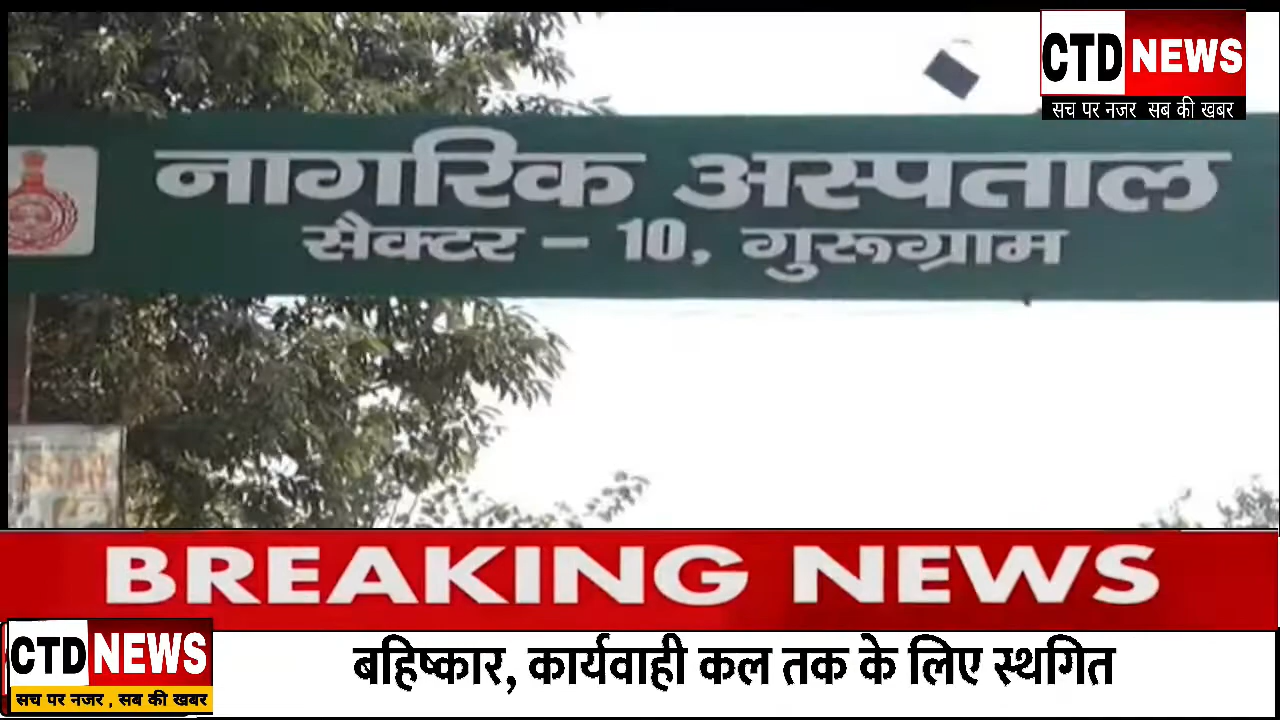 CTD NEWS
सच पर नजर सब की खबर
नागरिक अस्पताल
सैक्टर – 10, गुरूग्राम
BREAKING NEWS
CTD NEWS
सच पर नजर , सब की खबर
बहिष्कार, कार्यवाही कल तक के लिए स्थगित